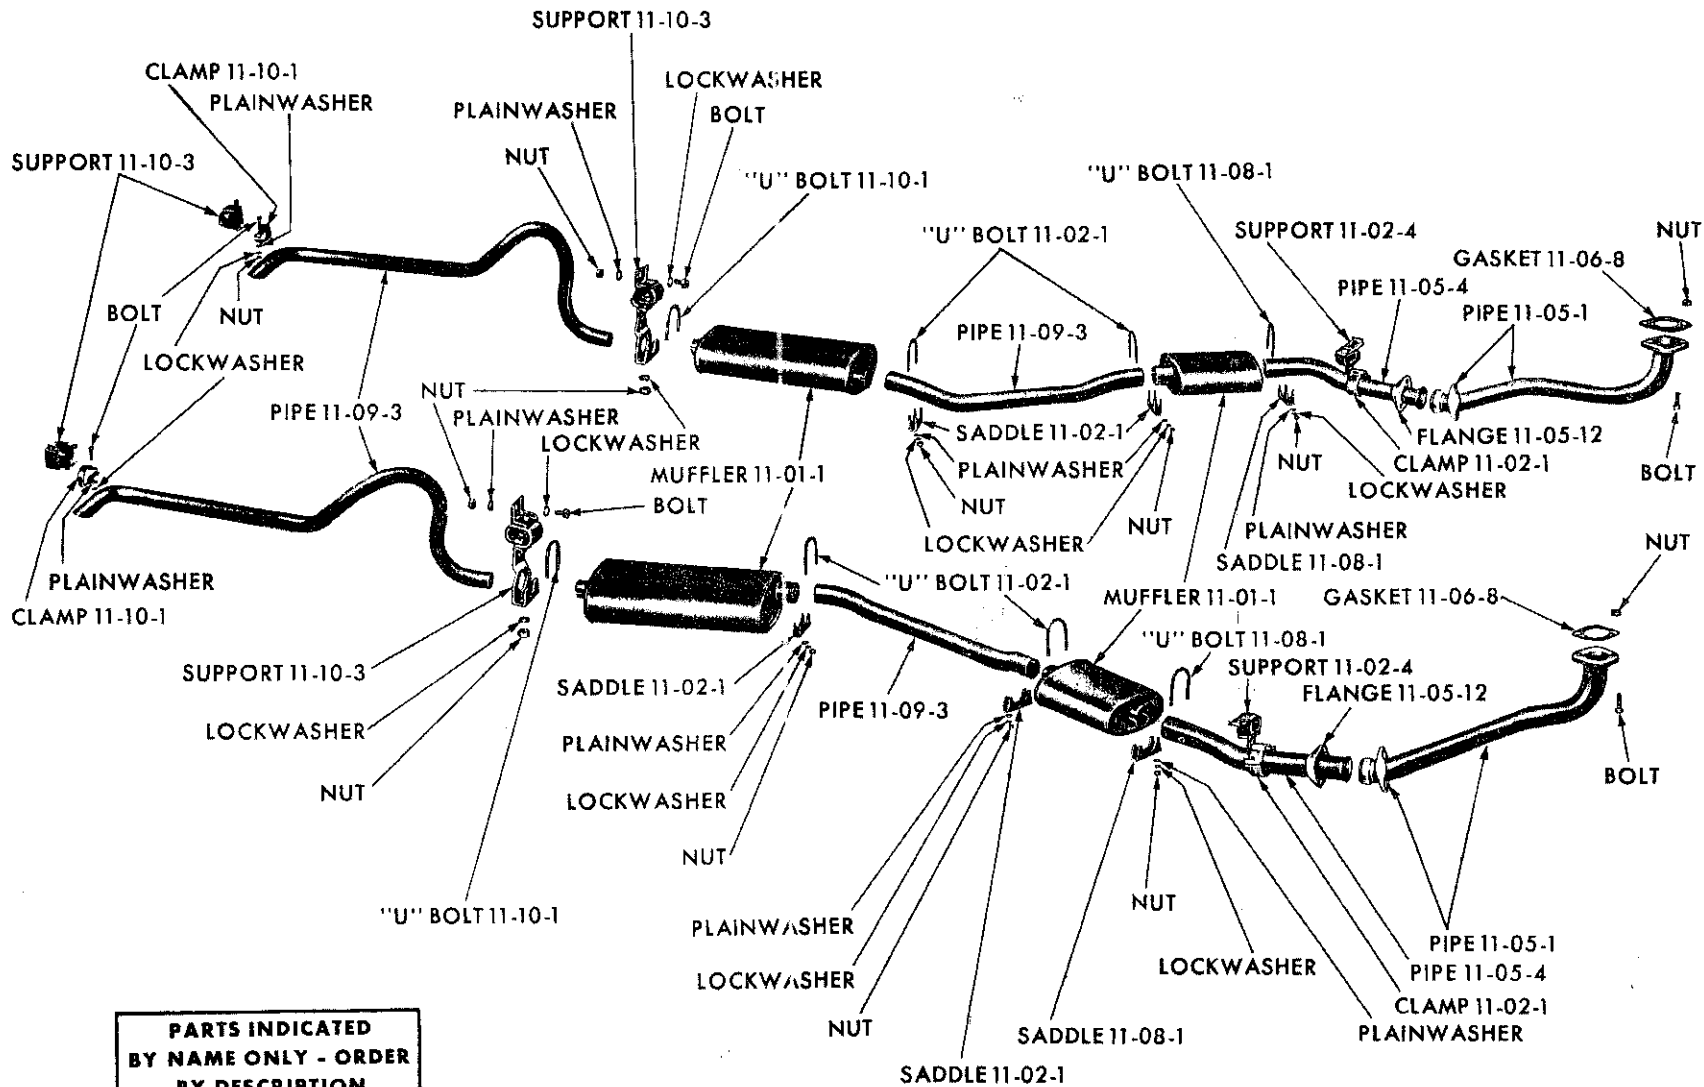 SUPPORT 11-10-3
CLAMP 11-10-1
LOCKWASHER
PLAINWASHER
PLAINWASHER
BOLT
SUPPORT 11-10-3
NUT
"U" BOLT 11-10-1
"U" BOLT 11-08-1
"U" BOLT 11-02-1
SUPPORT 11-02-4
NUT
GASKET 11-06-8
PIPE 11-05-4
PIPE 11-05-1
BOLT
NUT
PIPE 11-09-3
LOCKWASHER
NUT
PIPE 11-09-3
PLAINWASHER
LOCKWASHER
SADDLE 11-02-1
FLANGE 11-05-12
MUFFLER 11-01-1
PLAINWASHER
NUT
CLAMP 11-02-1
BOLT
LOCKWASHER
BOLT
NUT
NUT
PLAINWASHER
LOCKWASHER
NUT
SADDLE 11-08-1
PLAINWASHER
"U" BOLT 11-02-1
MUFFLER 11-01-1
GASKET 11-06-8
CLAMP 11-10-1
"U" BOLT 11-08-1
SUPPORT 11-10-3
SUPPORT 11-02-4
SADDLE 11-02-1
FLANGE 11-05-12
PIPE 11-09-3
LOCKWASHER
PLAINWASHER
BOLT
NUT
LOCKWASHER
NUT
NUT
"U" BOLT 11-10-1
PLAINWASHER
PIPE 11-05-1
LOCKWASHER
PIPE 11-05-4
LOCKWASHER
CLAMP 11-02-1
NUT
SADDLE 11-08-1
PLAINWASHER
SADDLE 11-02-1
PARTS INDICATED
BY NAME ONLY - ORDER
BY DESCRIPTION